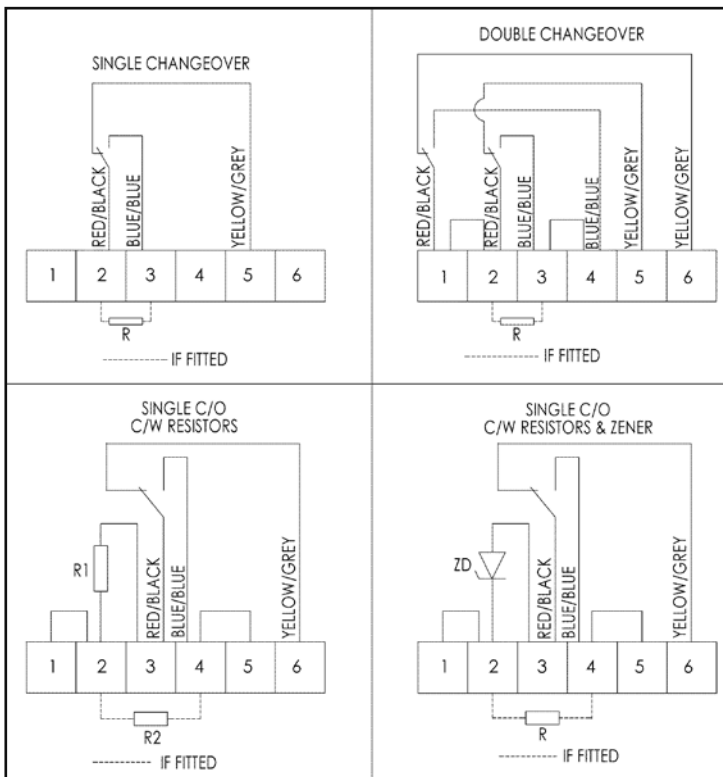 SINGLE CHANGEOVER
RED/BLACK
BLUE/BLUE
YELLOW/GREY
1 2 3 4 5 6
R
IF FITTED
DOUBLE CHANGEOVER
RED/BLACK
RED/BLACK
BLUE/BLUE
BLUE/BLUE
YELLOW/GREY
YELLOW/GREY
1 2 3 4 5 6
R
IF FITTED
SINGLE C/O
C/W RESISTORS
R1
RED/BLACK
BLUE/BLUE
YELLOW/GREY
1 2 3 4 5 6
R2
IF FITTED
SINGLE C/O
C/W RESISTORS & ZENER
ZD
RED/BLACK
BLUE/BLUE
YELLOW/GREY
1 2 3 4 5 6
R
IF FITTED